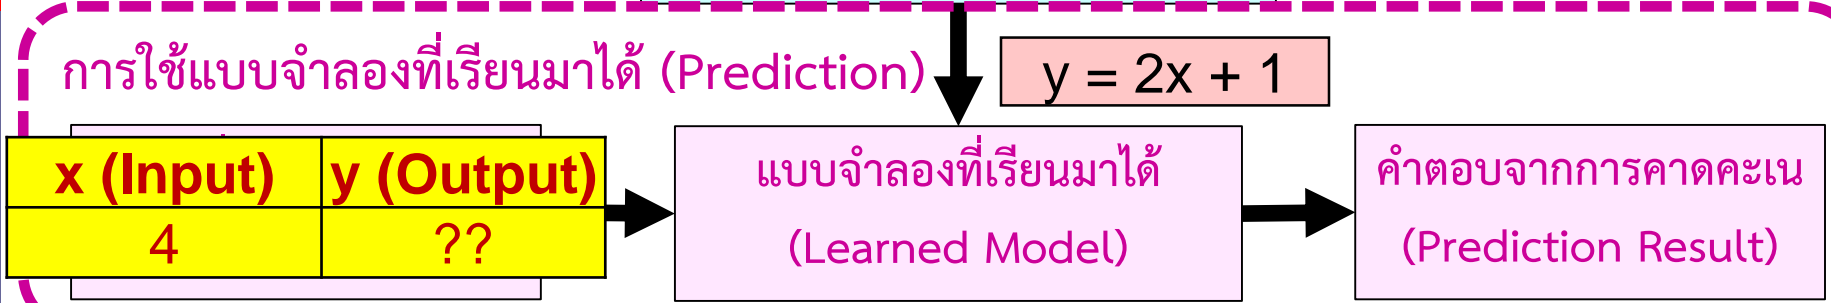 การใช้แบบจำลองที่เรียนมาได้ (Prediction)
y = 2x + 1
x (Input) y (Output)
4 ??
แบบจำลองที่เรียนมาได้
(Learned Model)
คำตอบจากการคาดคะเน
(Prediction Result)